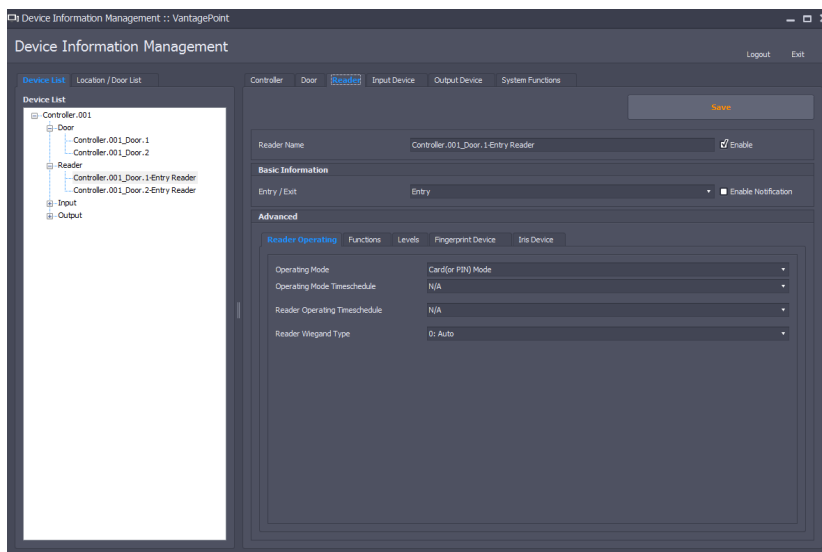 Device Information Management :: VantagePoint
Device Information Management
Logout Exit
Device List Location / Door List
Device List
Controller.001
Door
Controller.001_Door.1
Controller.001_Door.2
Reader
Controller.001_Door.1-Entry Reader
Controller.001_Door.2-Entry Reader
Input
Output
Controller Door Reader Input Device Output Device System Functions
Save
Reader Name Controller.001_Door.1-Entry Reader Enable
Basic Information
Entry / Exit Entry Enable Notification
Advanced
Reader Operating Functions Levels Fingerprint Device Iris Device
Operating Mode Card(or PIN) Mode
Operating Mode Timeschedule N/A
Reader Operating Timeschedule N/A
Reader Wiegand Type 0: Auto